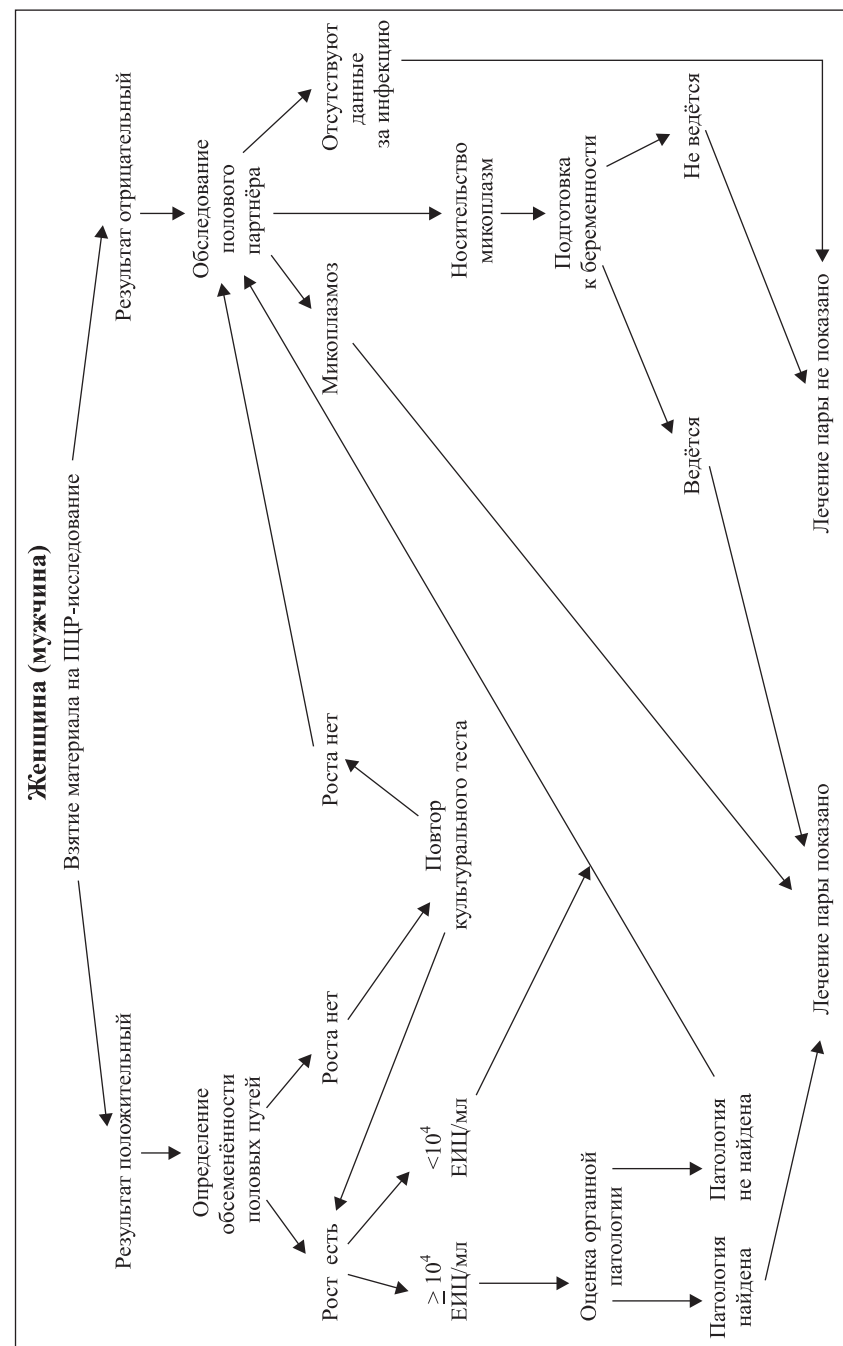 Женщина (мужчина)
Взятие материала на ПЦР-исследование
Результат положительный
Результат отрицательный
Определение
обсеменённости
половых путей
Обследование
полового
партнёра
Рост есть
Роста нет
Роста нет
Микоплазмоз
Отсутствуют
данные
за инфекцию
≥ 10⁴
ЕИЦ/мл
<10⁴
ЕИЦ/мл
Повтор
культурального теста
Носительство
микоплазм
Оценка органной
патологии
Подготовка
к беременности
Патология
найдена
Патология
не найдена
Ведётся
Не ведётся
Лечение пары показано
Лечение пары не показано